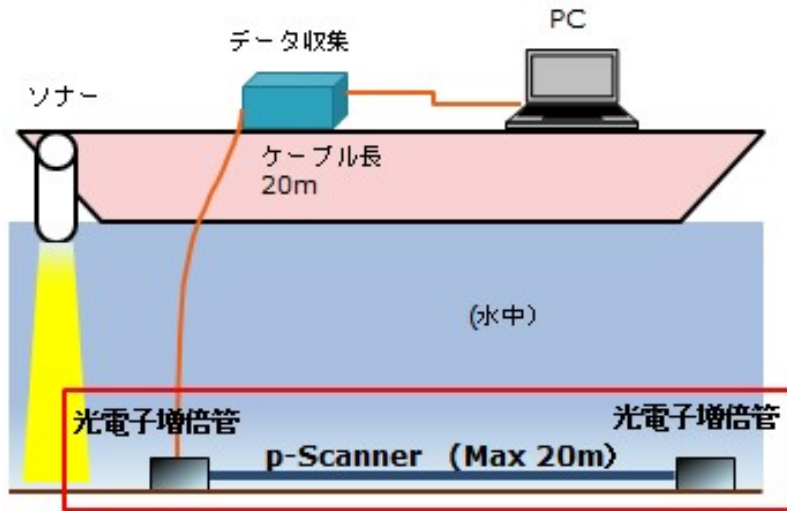 PC
データ収集
ソナー
ケーブル長
20m
(水中)
光電子増倍管
光電子増倍管
p-Scanner (Max 20m)